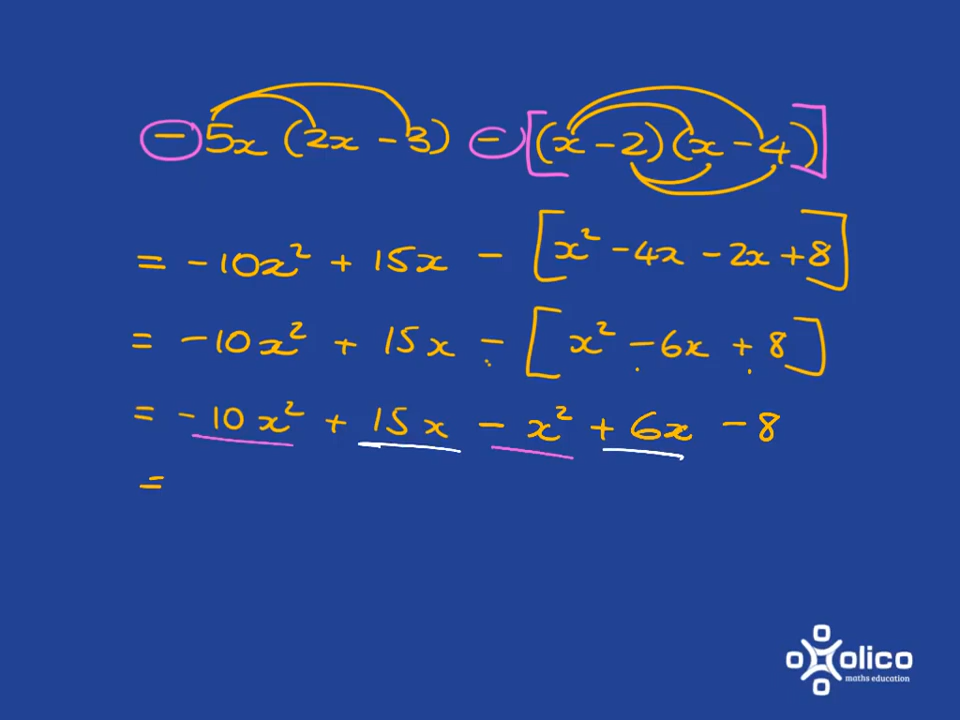 -5x (2x - 3) - [(x - 2)(x - 4)]
= -10x² + 15x - [x² - 4x - 2x + 8]
= -10x² + 15x - [x² - 6x + 8]
= -10x² + 15x - x² + 6x - 8
=
olico
maths education